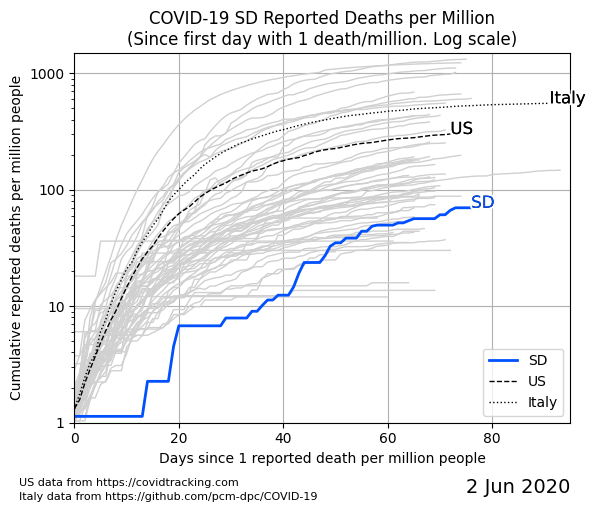 COVID-19 SD Reported Deaths per Million
(Since first day with 1 death/million. Log scale)
Cumulative reported deaths per million people
1000
100
10
1
Italy
US
SD
SD
US
Italy
0
20
40
60
80
Days since 1 reported death per million people
US data from https://covidtracking.com
Italy data from https://github.com/pcm-dpc/COVID-19
2 Jun 2020